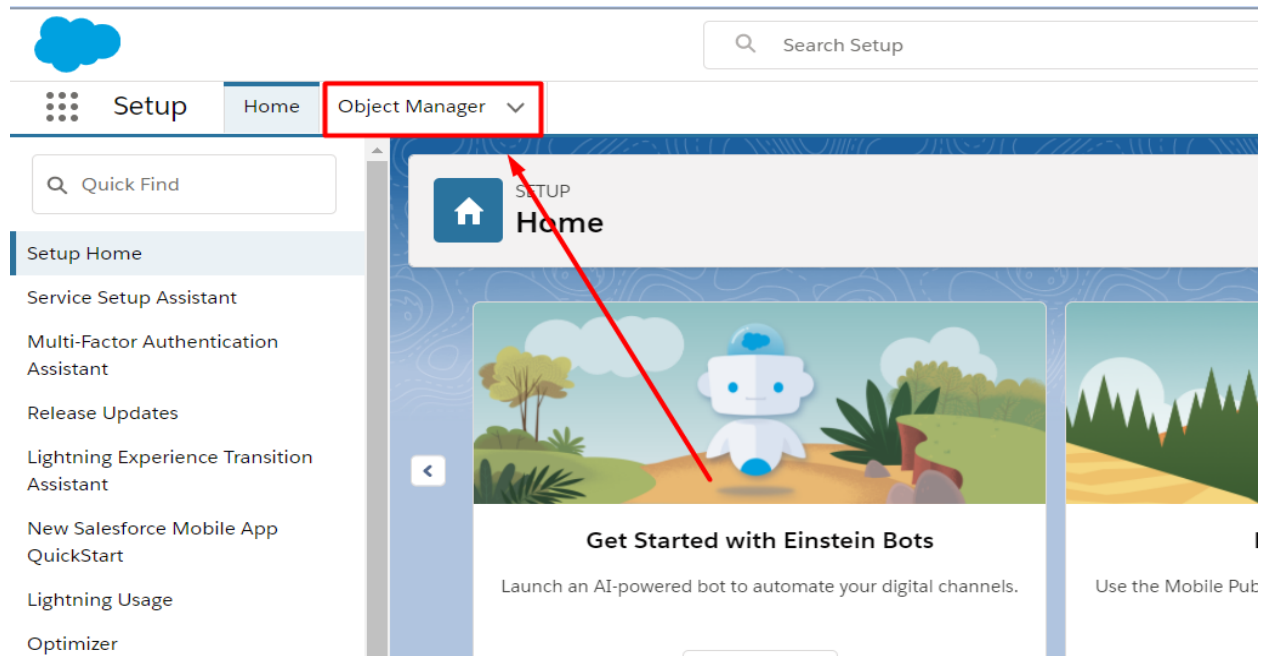 Search Setup
Setup
Home
Object Manager
Quick Find
Setup Home
Service Setup Assistant
Multi-Factor Authentication
Assistant
Release Updates
Lightning Experience Transition
Assistant
New Salesforce Mobile App
QuickStart
Lightning Usage
Optimizer
SETUP
Home
Get Started with Einstein Bots
Launch an AI-powered bot to automate your digital channels.
Use the Mobile Pub